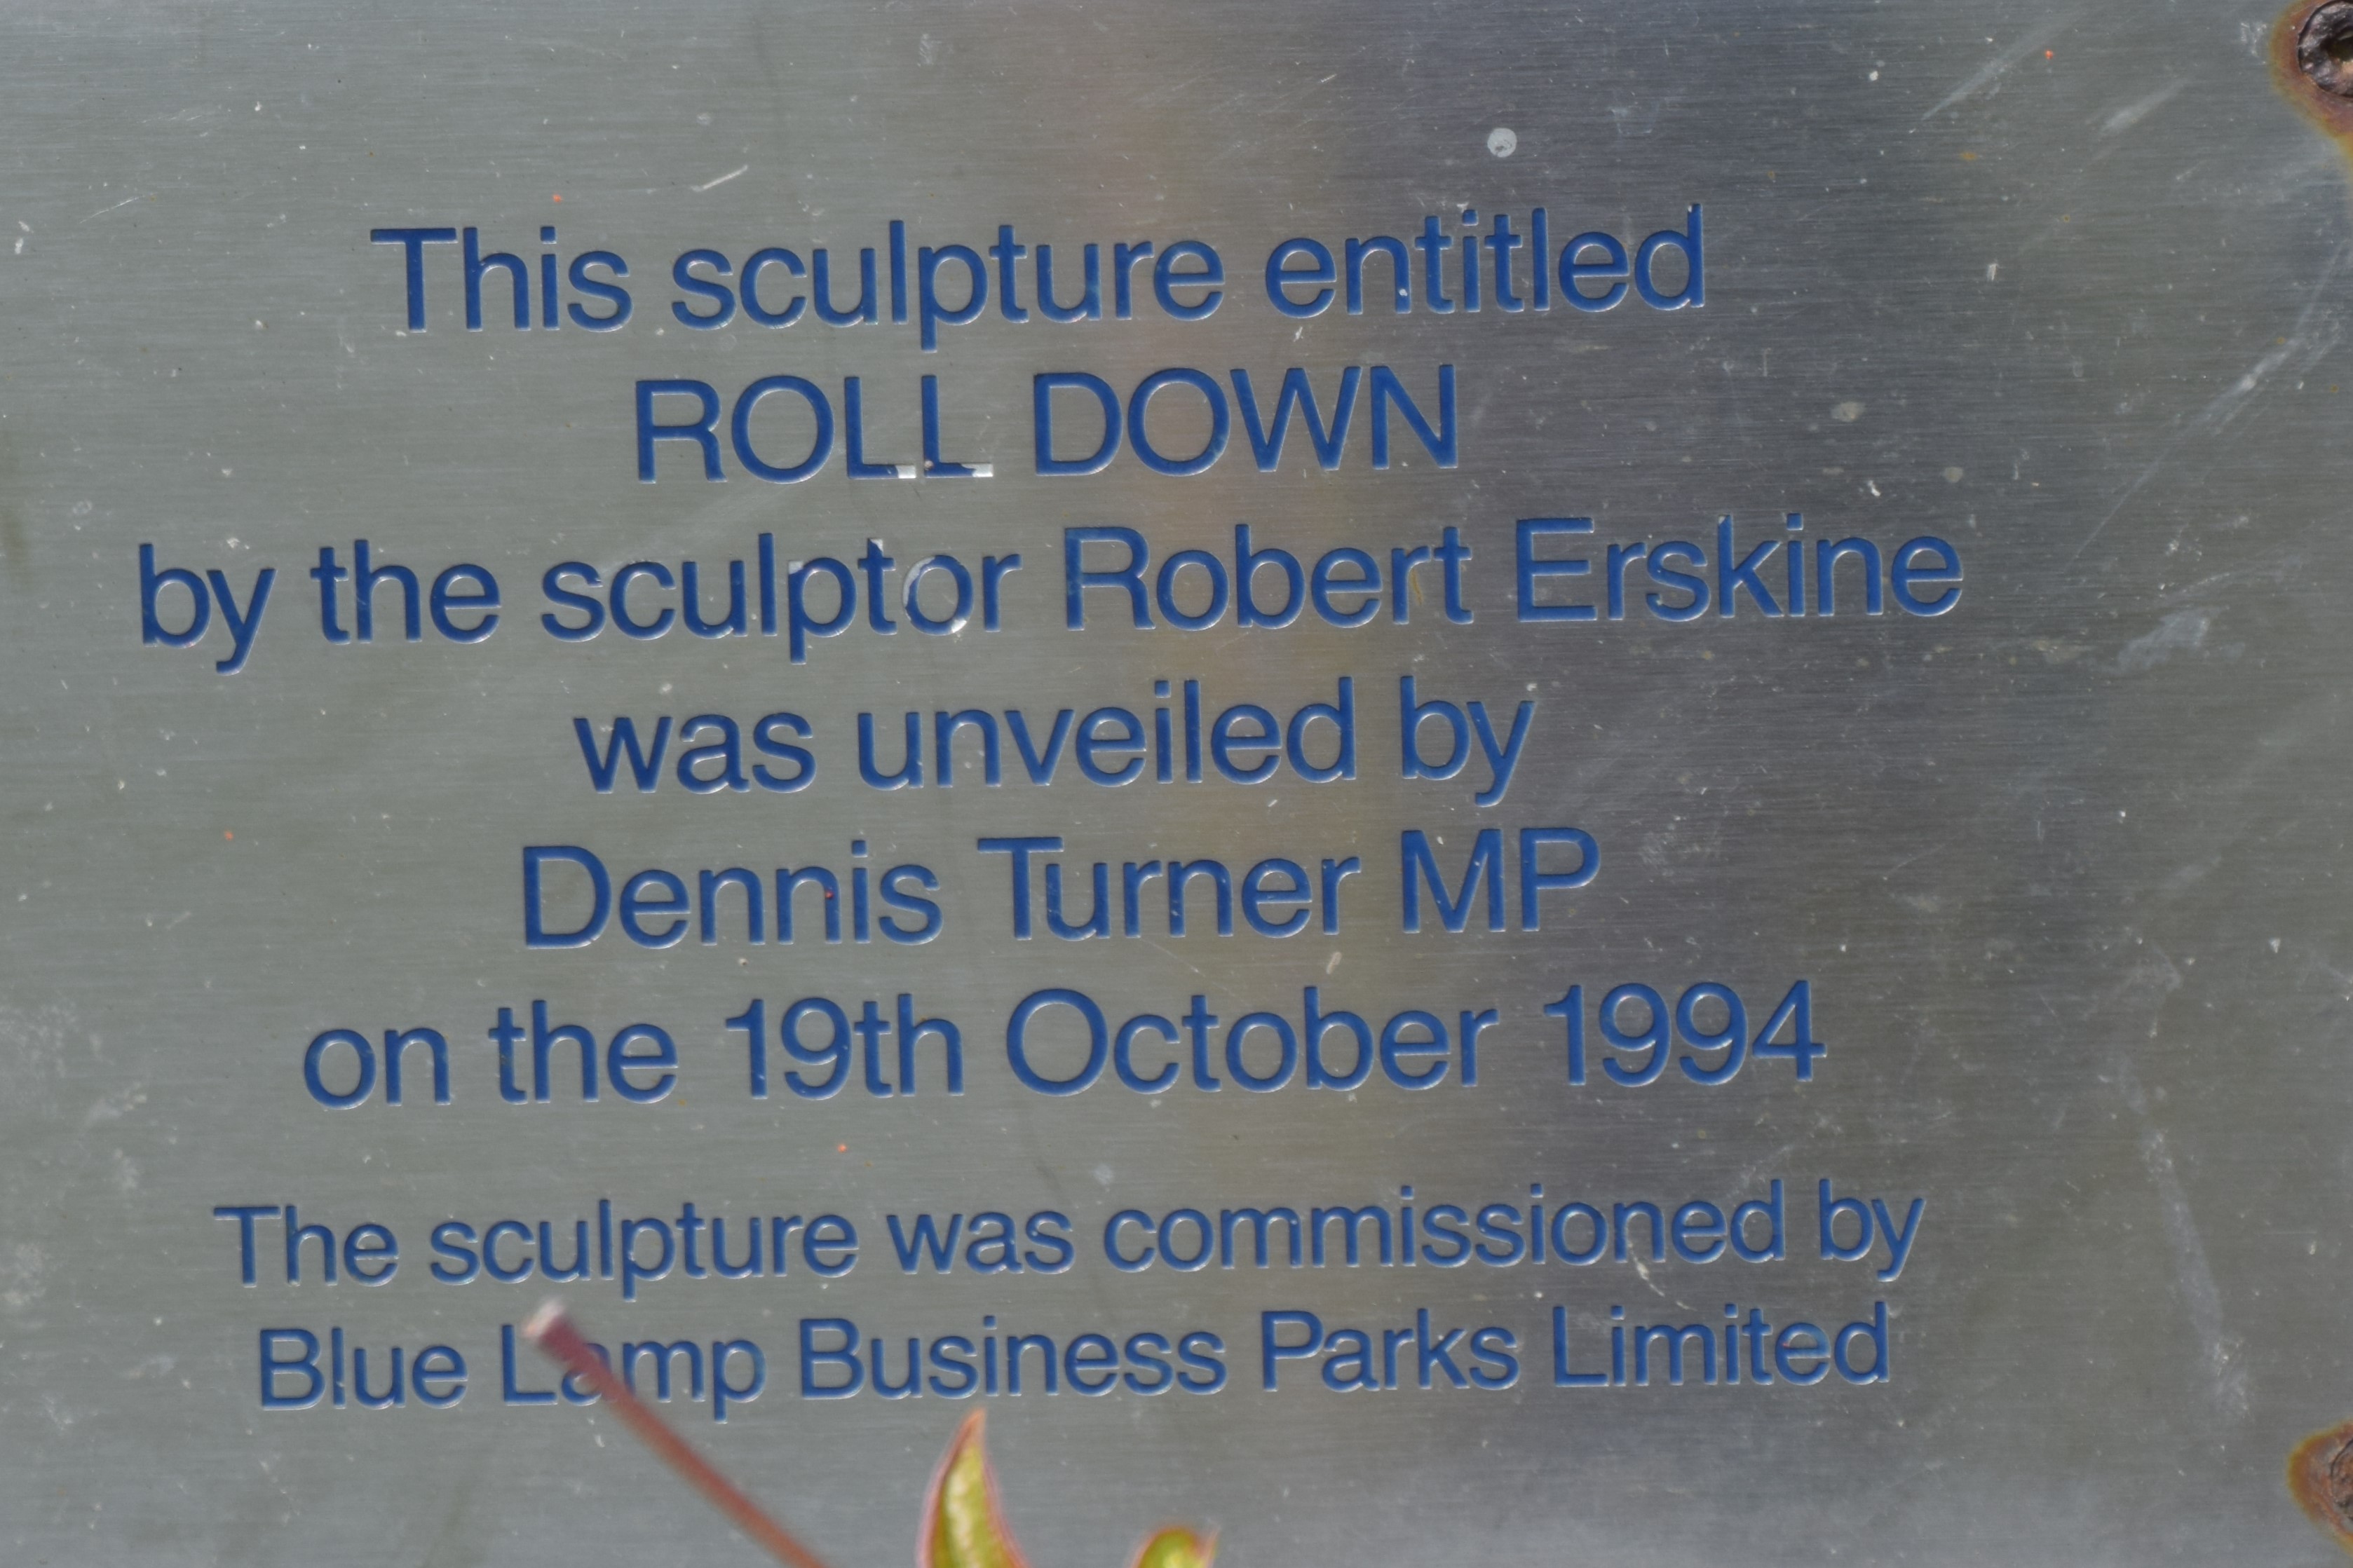 This sculpture entitled
ROLL DOWN
by the sculptor Robert Erskine
was unveiled by
Dennis Turner MP
on the 19th October 1994
The sculpture was commissioned by
Blue Lamp Business Parks Limited